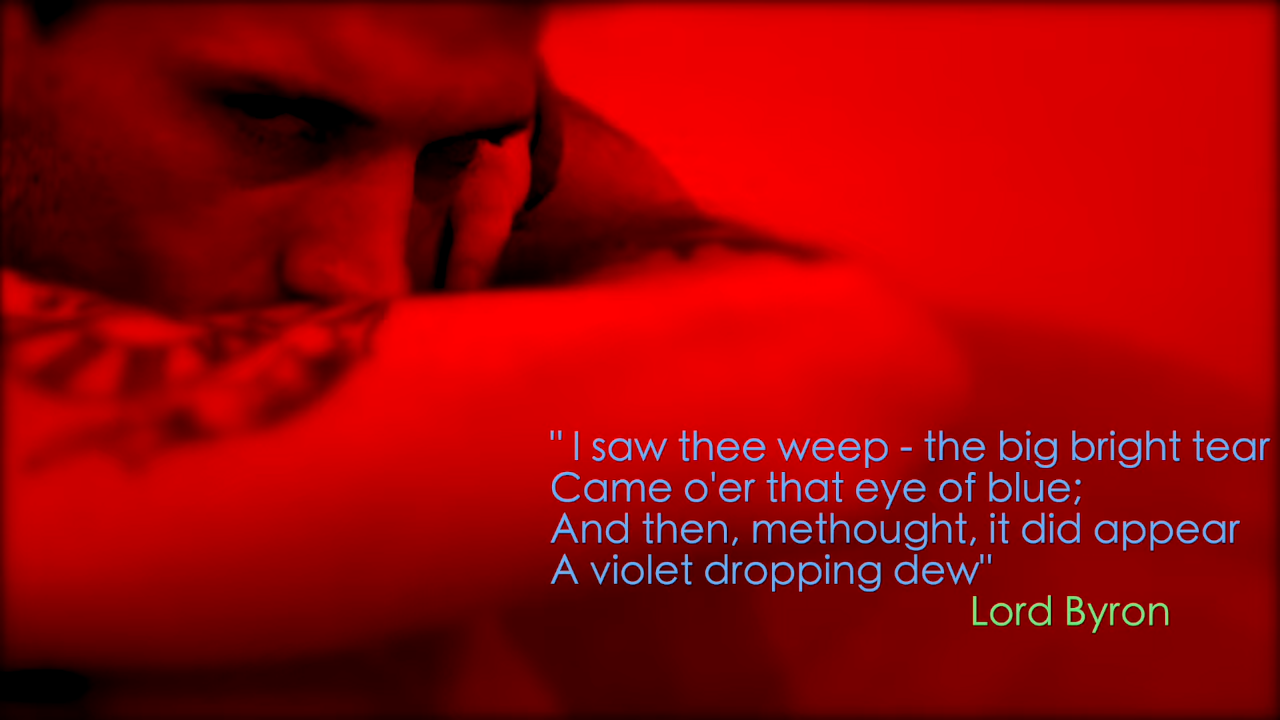 " I saw thee weep - the big bright tear
Came o'er that eye of blue;
And then, methought, it did appear
A violet dropping dew"
Lord Byron